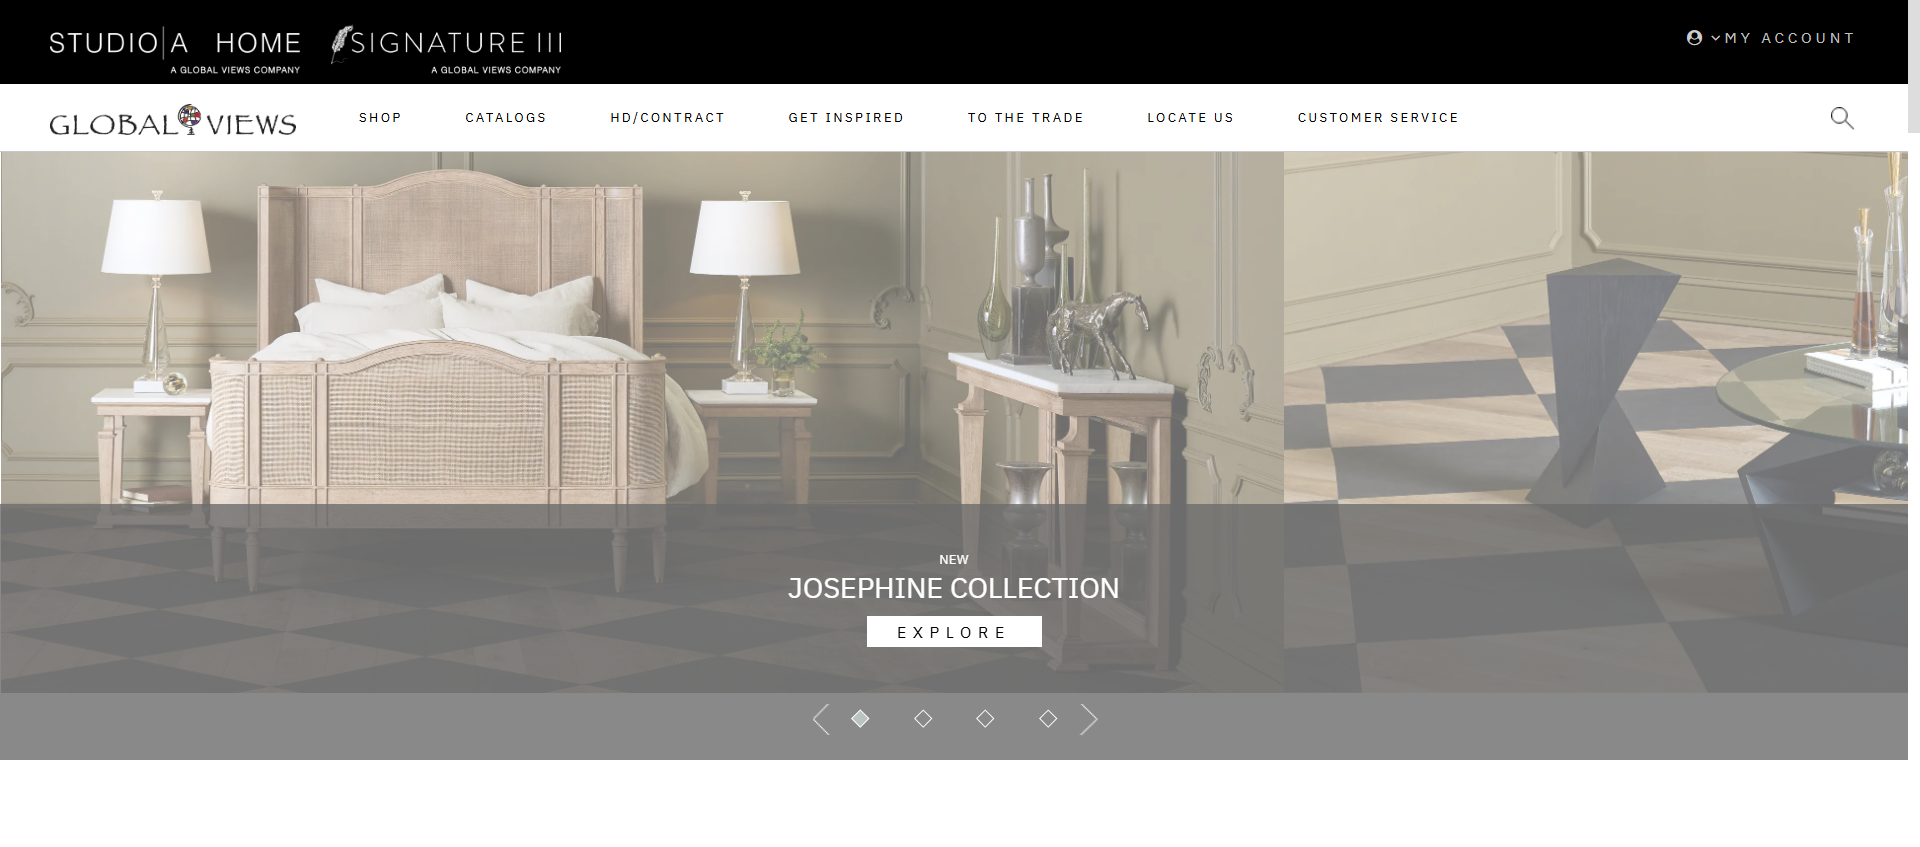 STUDIO|A HOME
A GLOBAL VIEWS COMPANY
SIGNATURE III
A GLOBAL VIEWS COMPANY
MY ACCOUNT
GLOBAL VIEWS
SHOP
CATALOGS
HD/CONTRACT
GET INSPIRED
TO THE TRADE
LOCATE US
CUSTOMER SERVICE
NEW
JOSEPHINE COLLECTION
EXPLORE